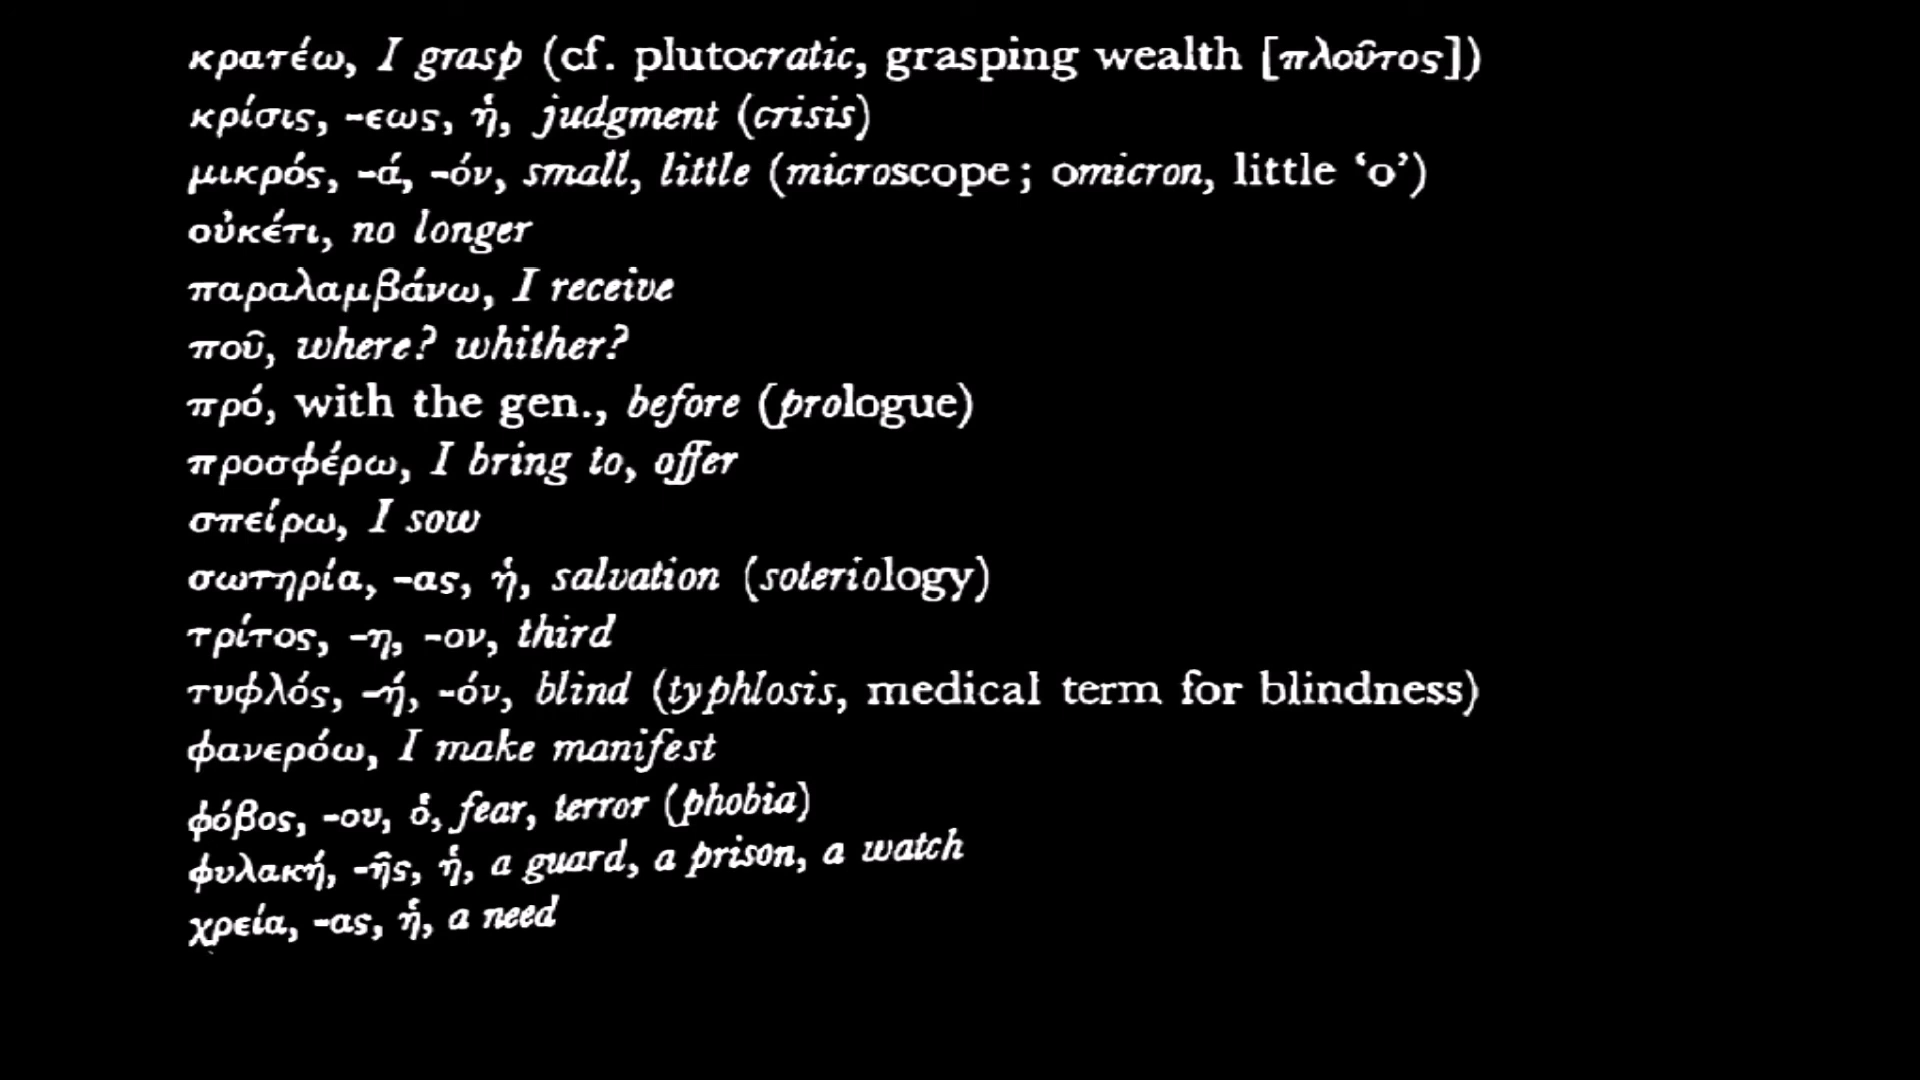 κρατέω, I grasp (cf. plutocratic, grasping wealth [πλοῦτος])
κρίσις, -εως, ἡ, judgment (crisis)
μικρός, -ά, -όν, small, little (microscope; omicron, little ‘o’)
οὐκέτι, no longer
παραλαμβάνω, I receive
ποῦ, where? whither?
πρό, with the gen., before (prologue)
προσφέρω, I bring to, offer
σπείρω, I sow
σωτηρία, -ας, ἡ, salvation (soteriology)
τρίτος, -η, -ον, third
τυφλός, -ή, -όν, blind (typhlosis, medical term for blindness)
φανερόω, I make manifest
φόβος, -ου, ὁ, fear, terror (phobia)
φυλακή, -ῆς, ἡ, a guard, a prison, a watch
χρεία, -ας, ἡ, a need